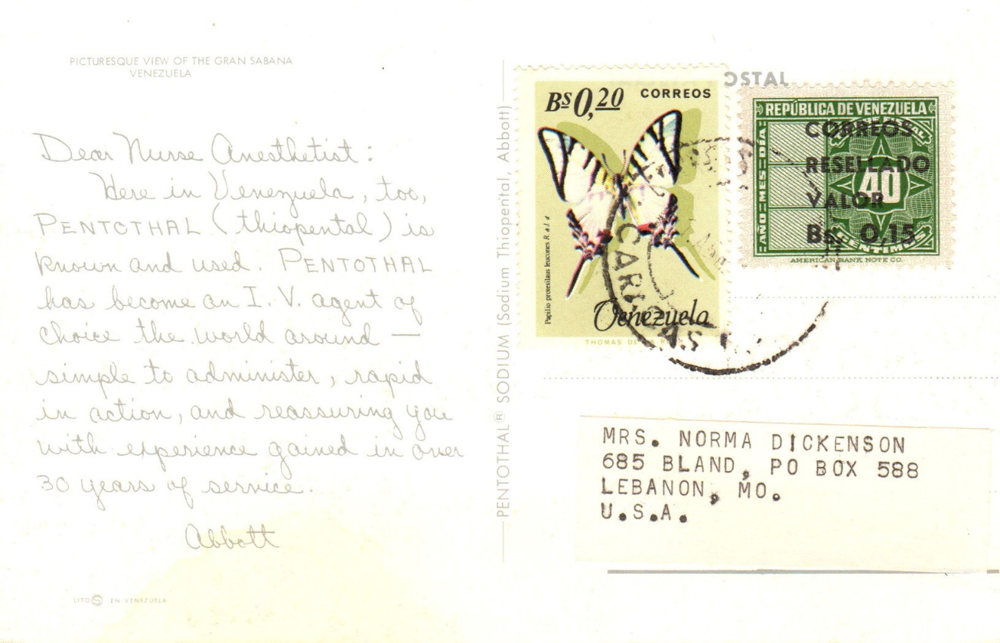 PICTURESQUE VIEW OF THE GRAN SABANA
VENEZUELA
Dear Nurse Anesthetist:
Here in Venezuela, too,
PENTOTHAL (thiopental) is
known and used. PENTOTHAL
has become an I.V. agent of
choice the world around —
simple to administer, rapid
in action, and reassuring you
with experience gained in over
30 years of service.
Abbott
LITO S EN VENEZUELA
PENTOTHAL® SODIUM (Sodium Thiopental, Abbott)
OSTAL
Bs 0,20 CORREOS
Papilio protesilaus leucones R. & J.
Venezuela
THOMAS DE LA
REPÚBLICA DE VENEZUELA
AÑO MES DIA
40
CENTIMOS
AMERICAN BANK NOTE CO.
CORREOS
RESELLADO
VALOR
Bs. 0.15
CARACAS
MRS. NORMA DICKENSON
685 BLAND, PO BOX 588
LEBANON, MO.
U.S.A.